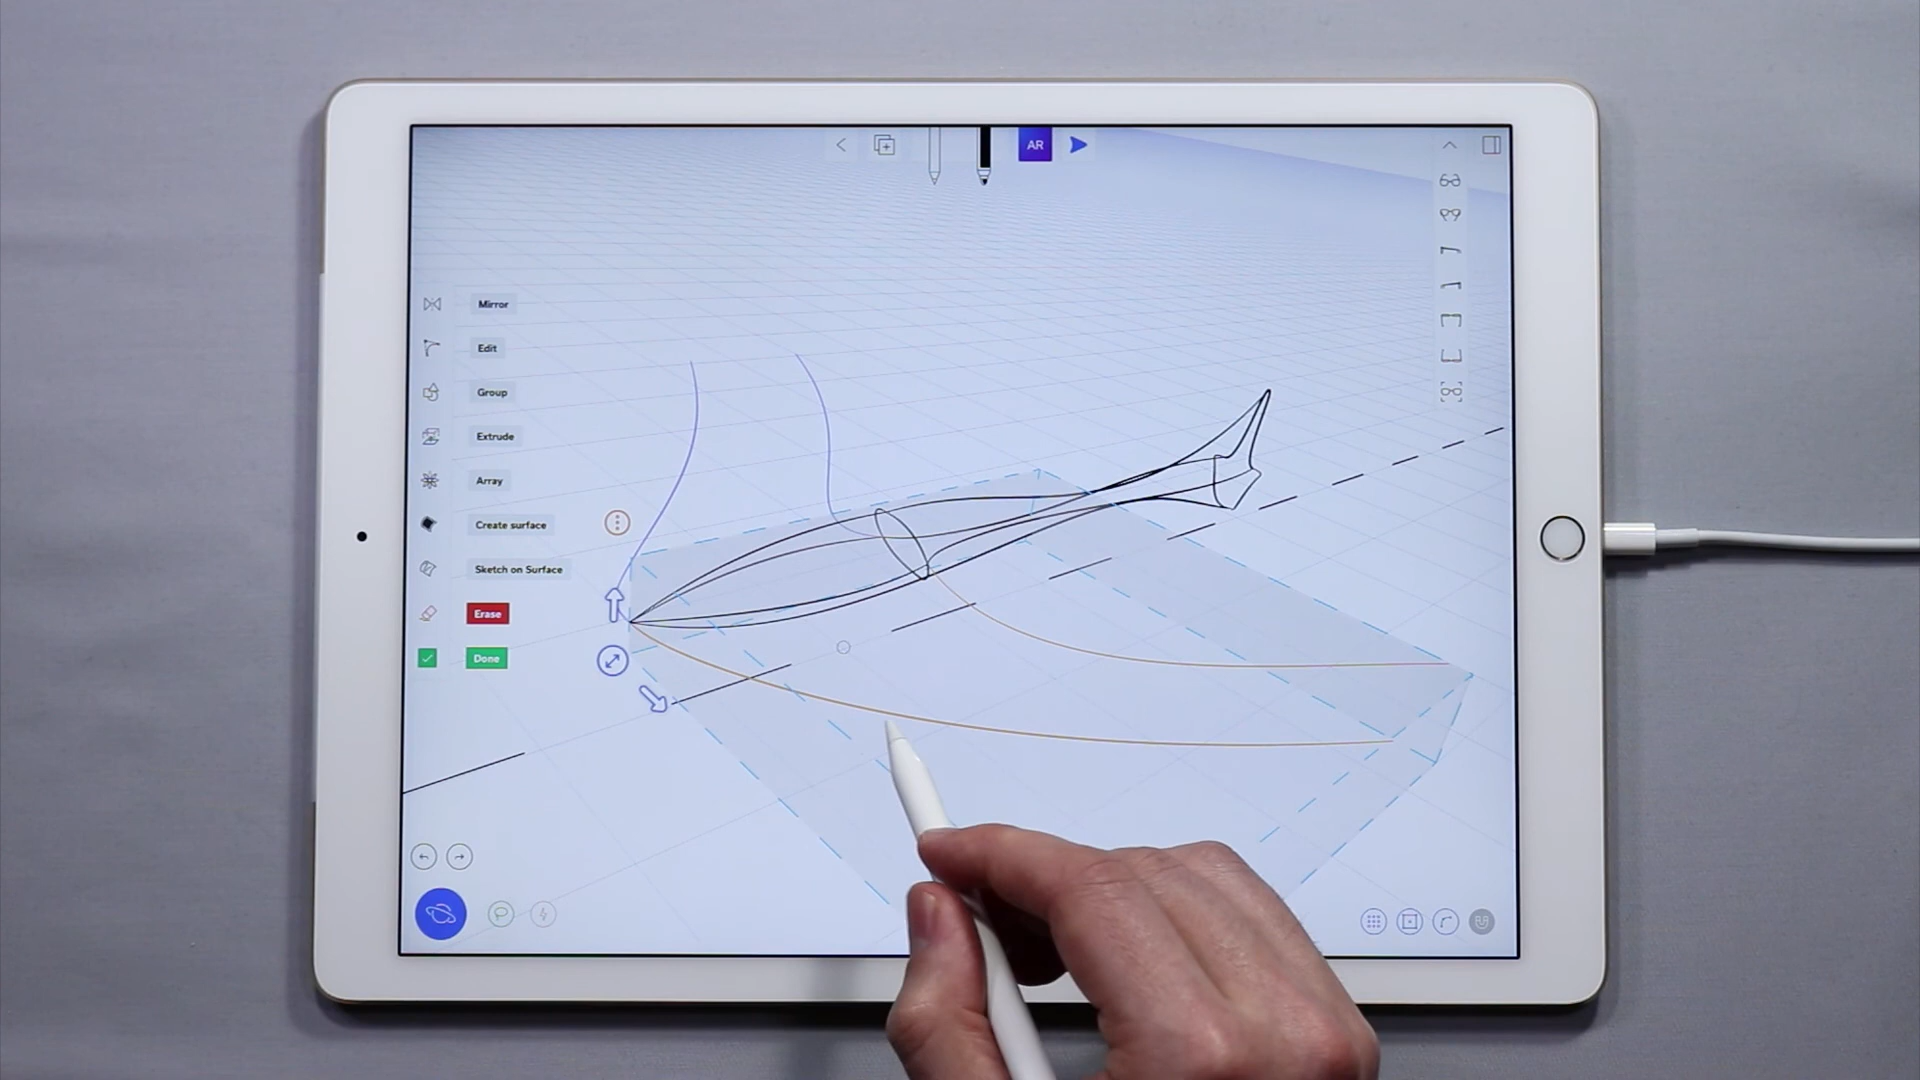 AR
Mirror
Edit
Group
Extrude
Array
Create surface
Sketch on Surface
Erase
Done